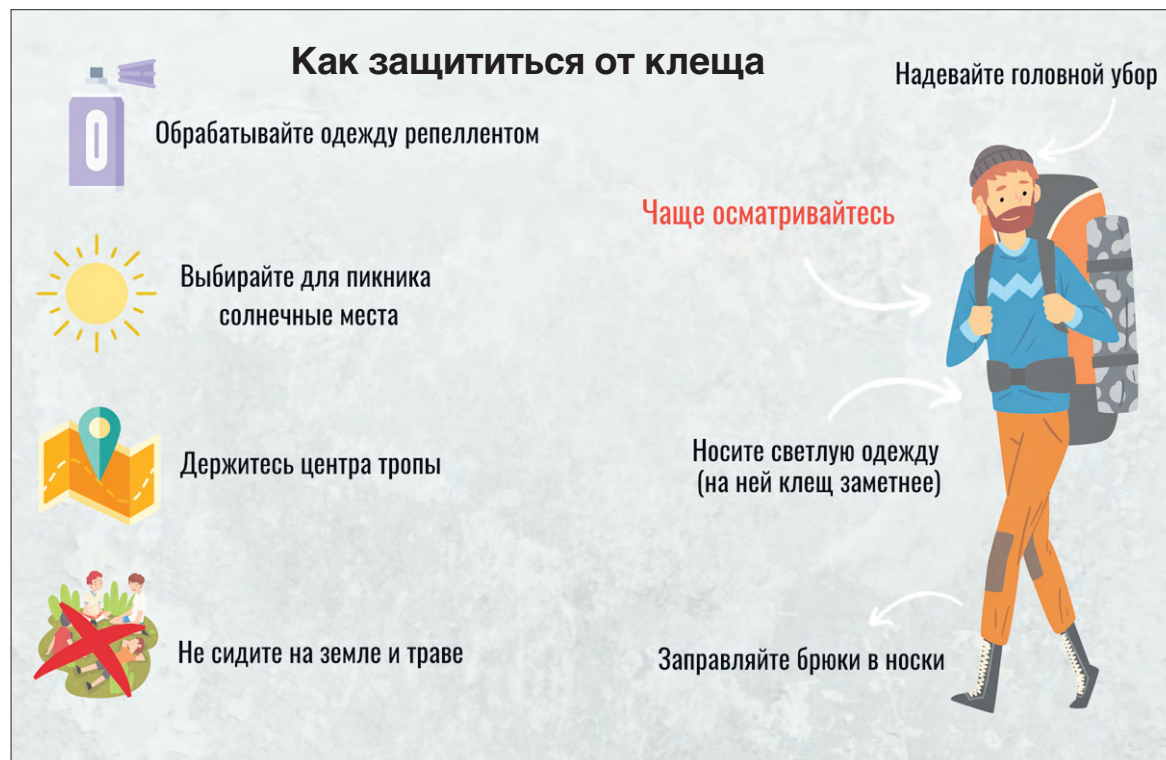 Как защититься от клеща
Обрабатывайте одежду репеллентом
Выбирайте для пикника
солнечные места
Держитесь центра тропы
Не сидите на земле и траве
Надевайте головной убор
Чаще осматривайтесь
Носите светлую одежду
(на ней клещ заметнее)
Заправляйте брюки в носки